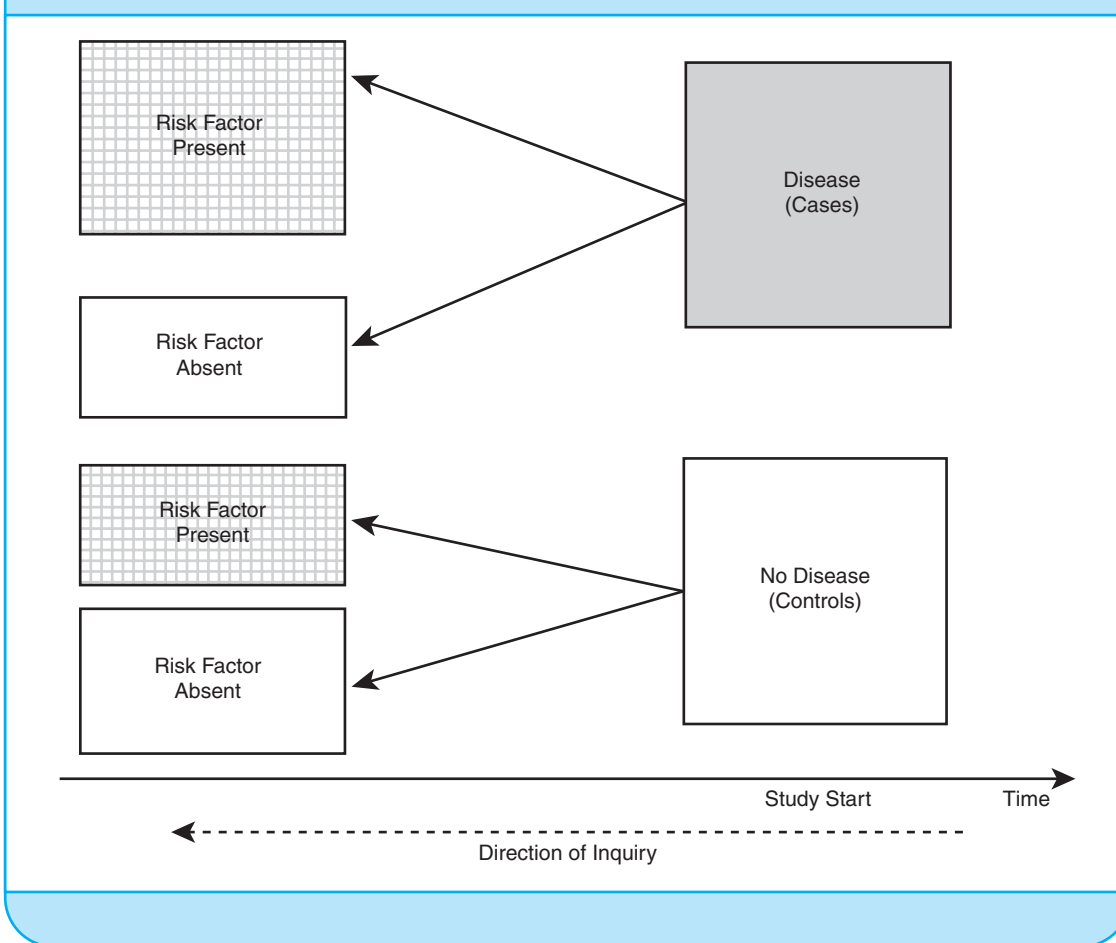 Risk Factor
Present
Disease
(Cases)
Risk Factor
Absent
Risk Factor
Present
No Disease
(Controls)
Risk Factor
Absent
Study Start
Time
Direction of Inquiry